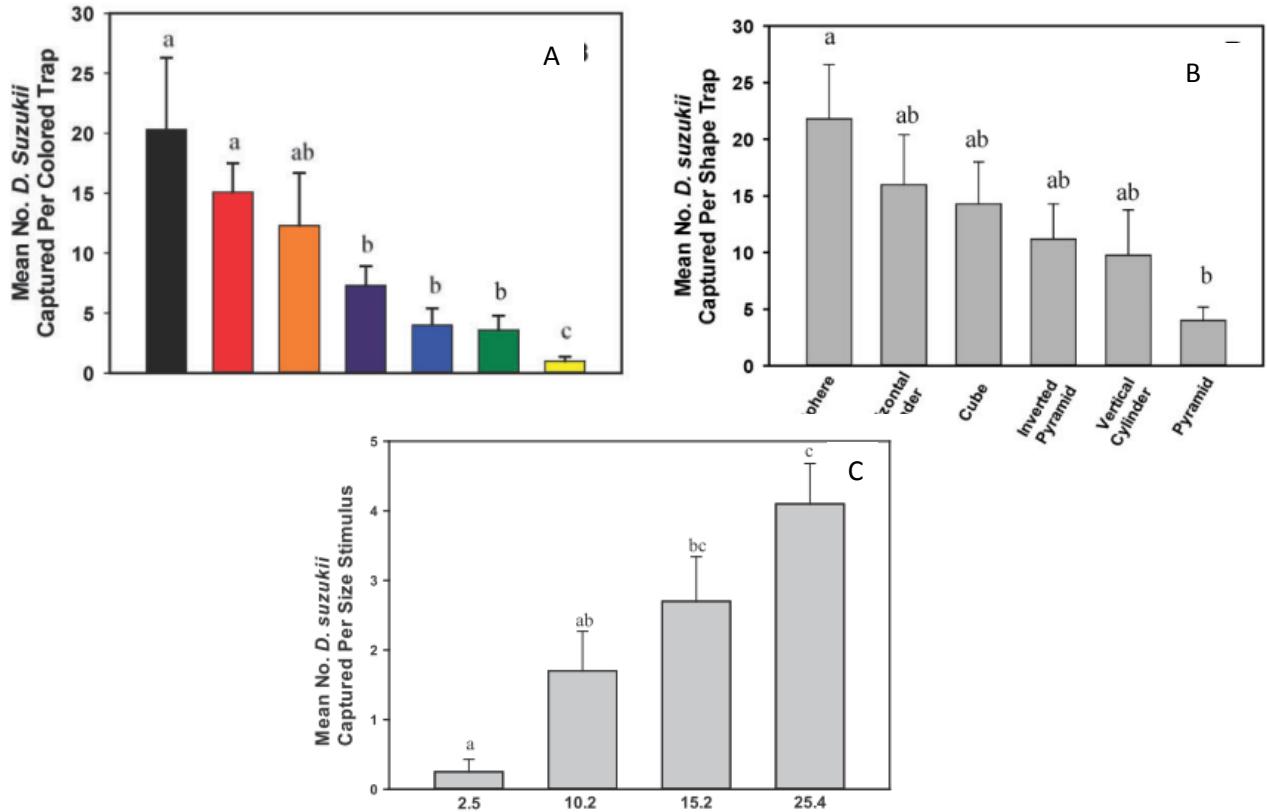 30
25
20
15
10
5
0
Mean No. D. Suzukii
Captured Per Colored Trap
a
a
ab
b
b
b
c
A
30
25
20
15
10
5
0
Mean No. D. suzukii
Captured Per Shape Trap
a
ab
ab
ab
ab
b
B
Cube
Inverted
Pyramid
Vertical
Cylinder
Pyramid
5
4
3
2
1
0
Mean No. D. suzukii
Captured Per Size Stimulus
a
ab
bc
c
C
2.5
10.2
15.2
25.4